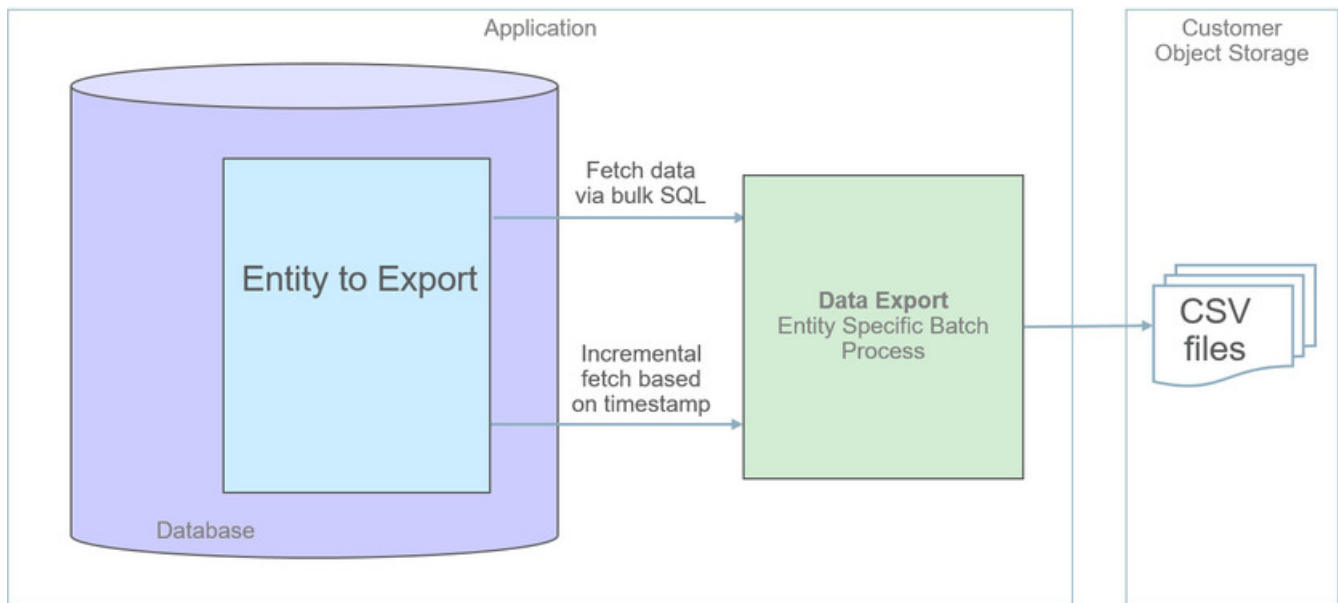 Application
Customer
Object Storage
Fetch data
via bulk SQL
Entity to Export
Data Export
Entity Specific Batch
Process
CSV
files
Incremental
fetch based
on timestamp
Database